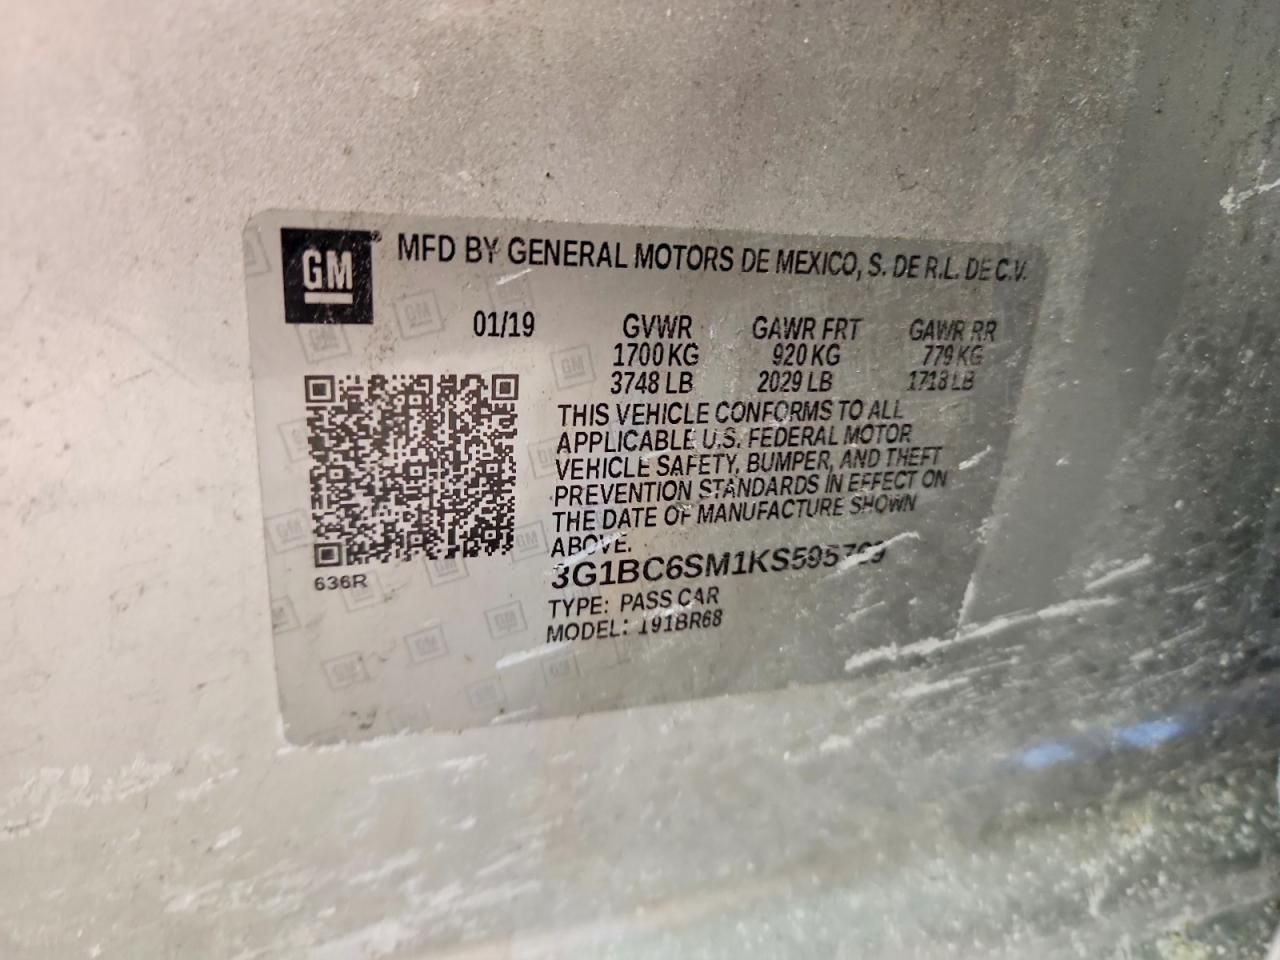 GM
MFD BY GENERAL MOTORS DE MEXICO, S. DE R.L. DE C.V.
01/19
GVWR GAWR FRT GAWR RR
1700 KG 920 KG 779 KG
3748 LB 2029 LB 1718 LB
THIS VEHICLE CONFORMS TO ALL
APPLICABLE U.S. FEDERAL MOTOR
VEHICLE SAFETY, BUMPER, AND THEFT
PREVENTION STANDARDS IN EFFECT ON
THE DATE OF MANUFACTURE SHOWN
ABOVE.
3G1BC6SM1KS595769
TYPE: PASS CAR
MODEL: 191BR68
636R